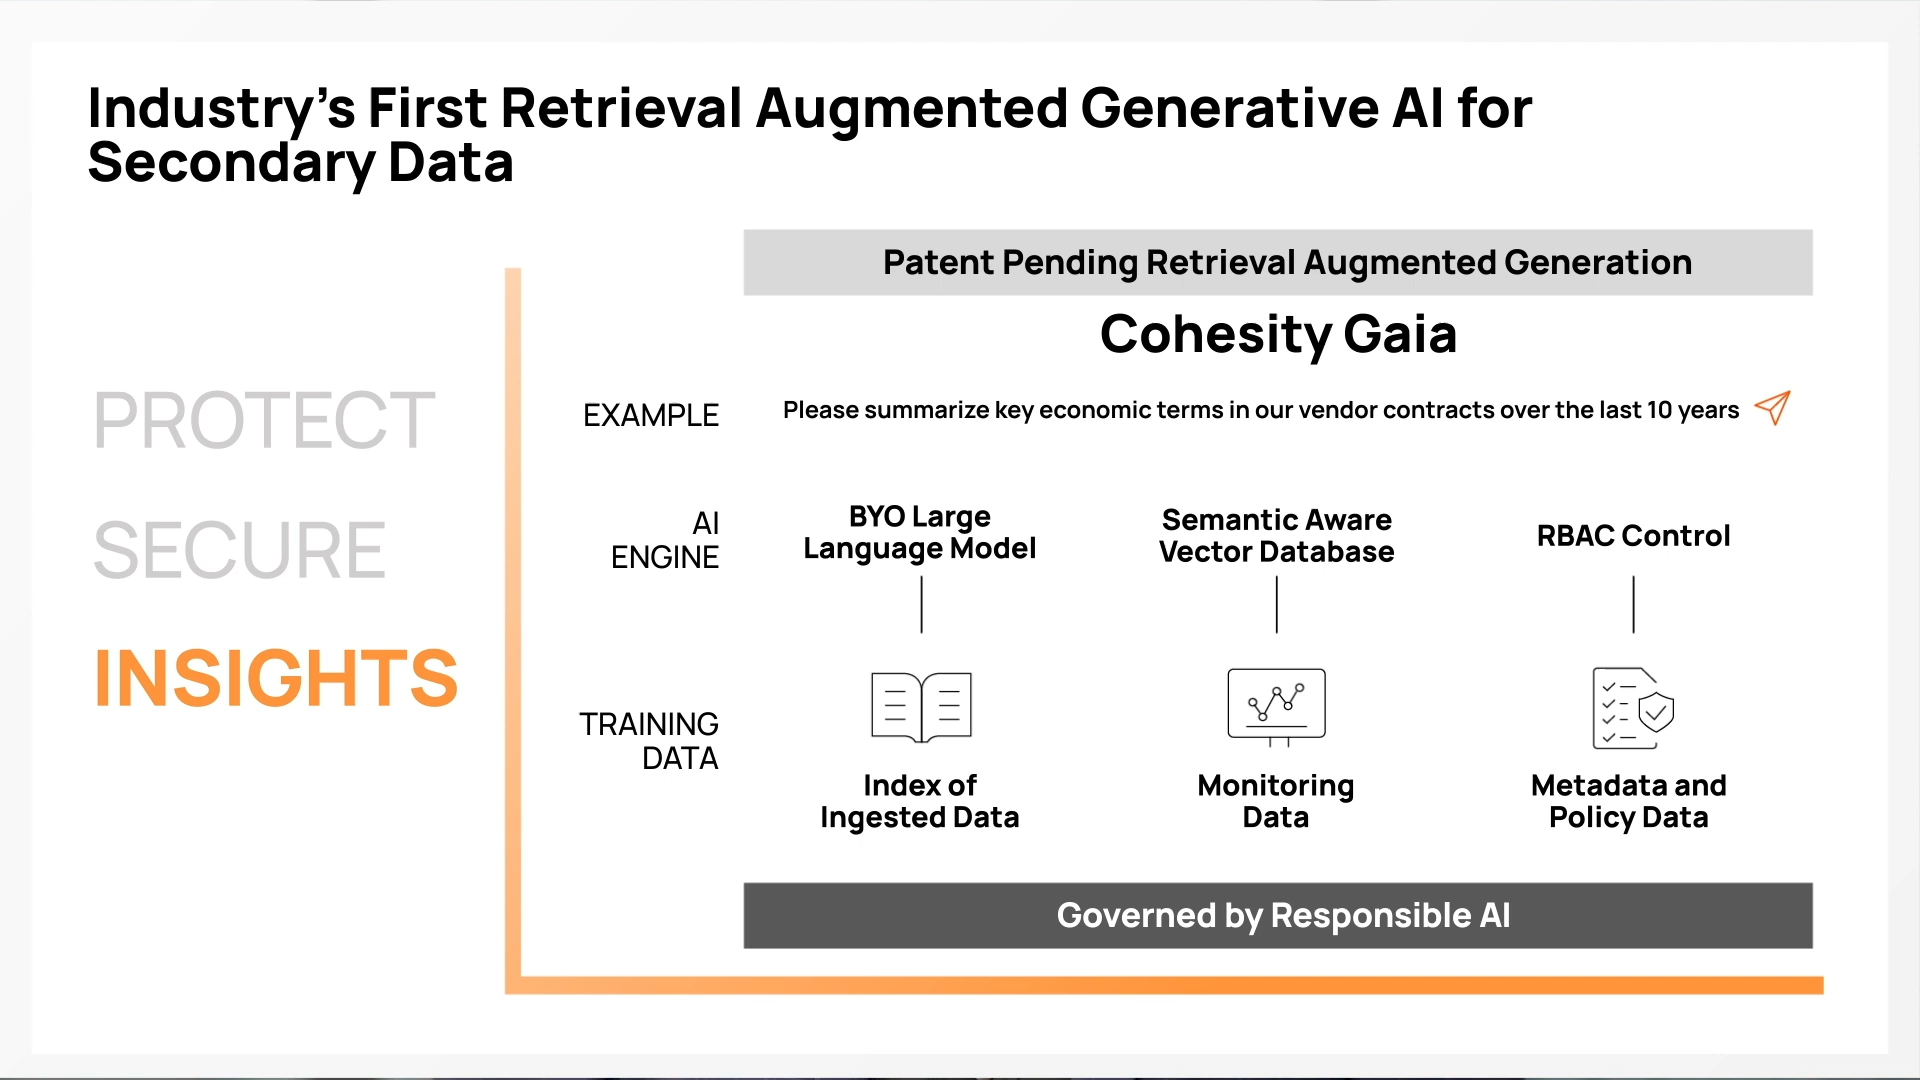 Industry’s First Retrieval Augmented Generative AI for
Secondary Data
PROTECT
SECURE
INSIGHTS
Patent Pending Retrieval Augmented Generation
Cohesity Gaia
EXAMPLE
Please summarize key economic terms in our vendor contracts over the last 10 years
AI
ENGINE
BYO Large
Language Model
Semantic Aware
Vector Database
RBAC Control
TRAINING
DATA
Index of
Ingested Data
Monitoring
Data
Metadata and
Policy Data
Governed by Responsible AI